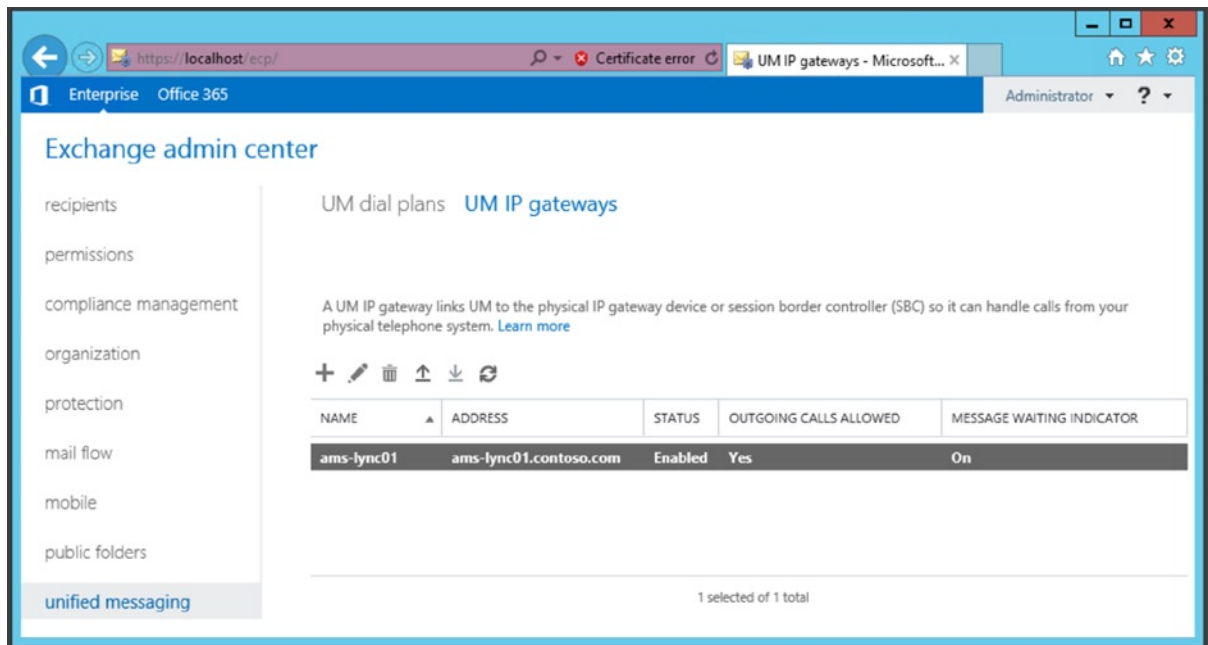 https://localhost/ecp/
Certificate error
UM IP gateways - Microsoft...
Enterprise Office 365
Administrator
?
Exchange admin center
recipients
permissions
compliance management
organization
protection
mail flow
mobile
public folders
unified messaging
UM dial plans UM IP gateways
A UM IP gateway links UM to the physical IP gateway device or session border controller (SBC) so it can handle calls from your
physical telephone system. Learn more
NAME ADDRESS STATUS OUTGOING CALLS ALLOWED MESSAGE WAITING INDICATOR
ams-lync01 ams-lync01.contoso.com Enabled Yes On
1 selected of 1 total